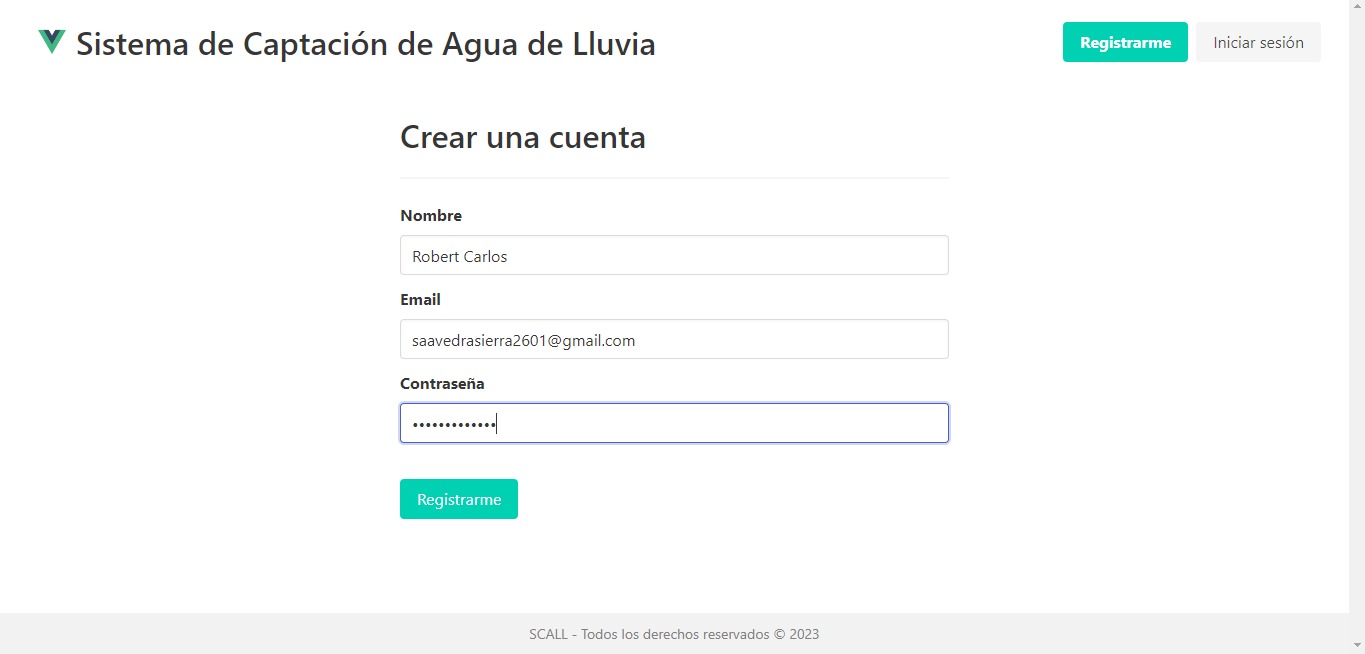 Sistema de Captación de Agua de Lluvia
Registrarme
Iniciar sesión
Crear una cuenta
Nombre
Robert Carlos
Email
saavedrasierra2601@gmail.com
Contraseña
•••••••••••••
Registrarme
SCALL - Todos los derechos reservados © 2023